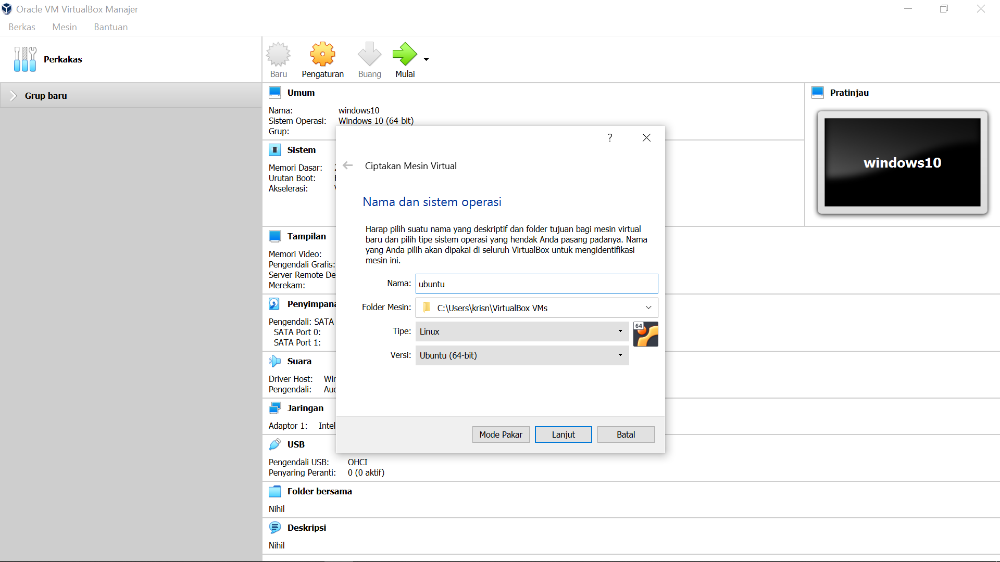 Oracle VM VirtualBox Manajer
Berkas Mesin Bantuan
Perkakas
Baru Pengaturan Buang Mulai
Grup baru
Umum
Nama: windows10
Sistem Operasi: Windows 10 (64-bit)
Grup:
Pratinjau
windows10
Sistem
Memori Dasar:
Urutan Boot:
Akselerasi:
Tampilan
Memori Video:
Pengendali Grafis:
Server Remote De
Merekam:
Penyimpana
Pengendali: SATA
SATA Port 0:
SATA Port 1:
Suara
Driver Host: Wir
Pengendali: Aud
Jaringan
Adaptor 1: Intel
USB
Pengendali USB: OHCI
Penyaring Peranti: 0 (0 aktif)
Folder bersama
Nihil
Deskripsi
Nihil
?
Ciptakan Mesin Virtual
Nama dan sistem operasi
Harap pilih suatu nama yang deskriptif dan folder tujuan bagi mesin virtual
baru dan pilih tipe sistem operasi yang hendak Anda pasang padanya. Nama
yang Anda pilih akan dipakai di seluruh VirtualBox untuk mengidentifikasi
mesin ini.
Nama: ubuntu
Folder Mesin: C:\Users\krisn\VirtualBox VMs
Tipe: Linux
64
Versi: Ubuntu (64-bit)
Mode Pakar Lanjut Batal